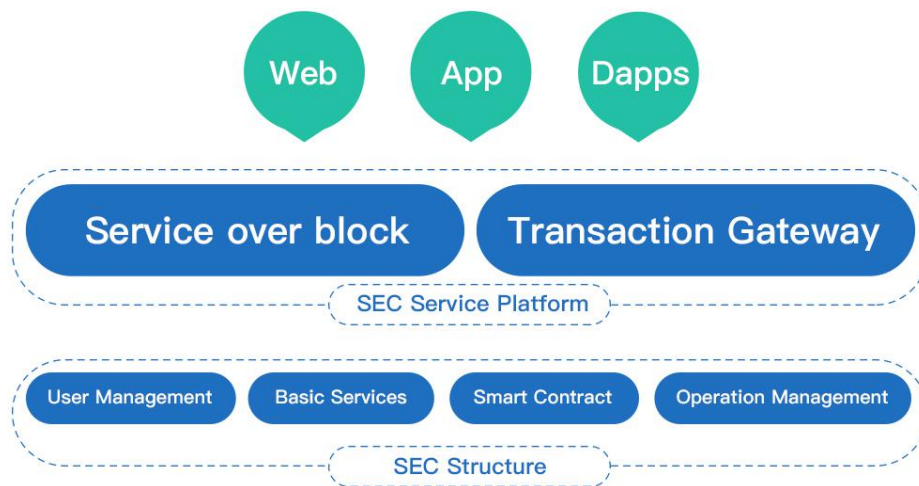 Web
App
Dapps
Service over block
Transaction Gateway
SEC Service Platform
User Management
Basic Services
Smart Contract
Operation Management
SEC Structure